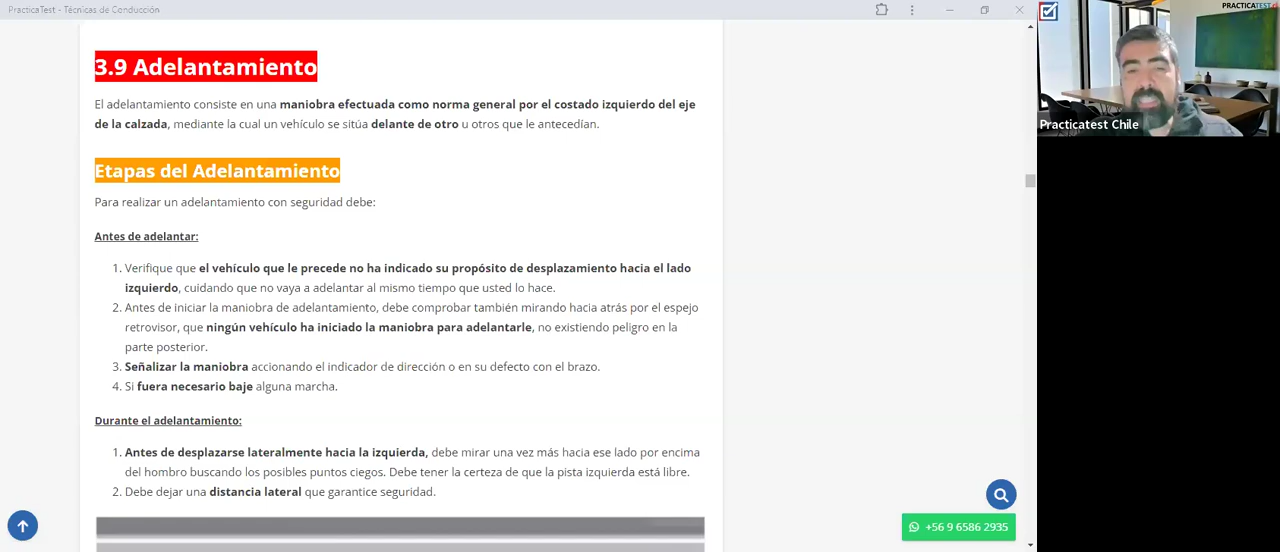 PracticaTest - Técnicas de Conducción
PRACTICATEST.cl
3.9 Adelantamiento
El adelantamiento consiste en una maniobra efectuada como norma general por el costado izquierdo del eje
de la calzada, mediante la cual un vehículo se sitúa delante de otro u otros que le antecedían.
Practicatest Chile
Etapas del Adelantamiento
Para realizar un adelantamiento con seguridad debe:
Antes de adelantar:
1. Verifique que el vehículo que le precede no ha indicado su propósito de desplazamiento hacia el lado
izquierdo, cuidando que no vaya a adelantar al mismo tiempo que usted lo hace.
2. Antes de iniciar la maniobra de adelantamiento, debe comprobar también mirando hacia atrás por el espejo
retrovisor, que ningún vehículo ha iniciado la maniobra para adelantarle, no existiendo peligro en la
parte posterior.
3. Señalizar la maniobra accionando el indicador de dirección o en su defecto con el brazo.
4. Si fuera necesario baje alguna marcha.
Durante el adelantamiento:
1. Antes de desplazarse lateralmente hacia la izquierda, debe mirar una vez más hacia ese lado por encima
del hombro buscando los posibles puntos ciegos. Debe tener la certeza de que la pista izquierda está libre.
2. Debe dejar una distancia lateral que garantice seguridad.
+56 9 6586 2935